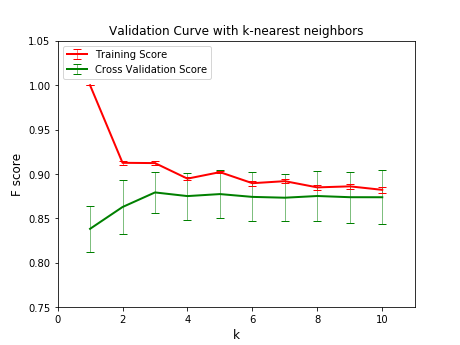 Validation Curve with k-nearest neighbors
1.05
Training Score
Cross Validation Score
1.00
0.95
0.90
0.85
0.80
0.75
F score
0 2 4 6 8 10
k